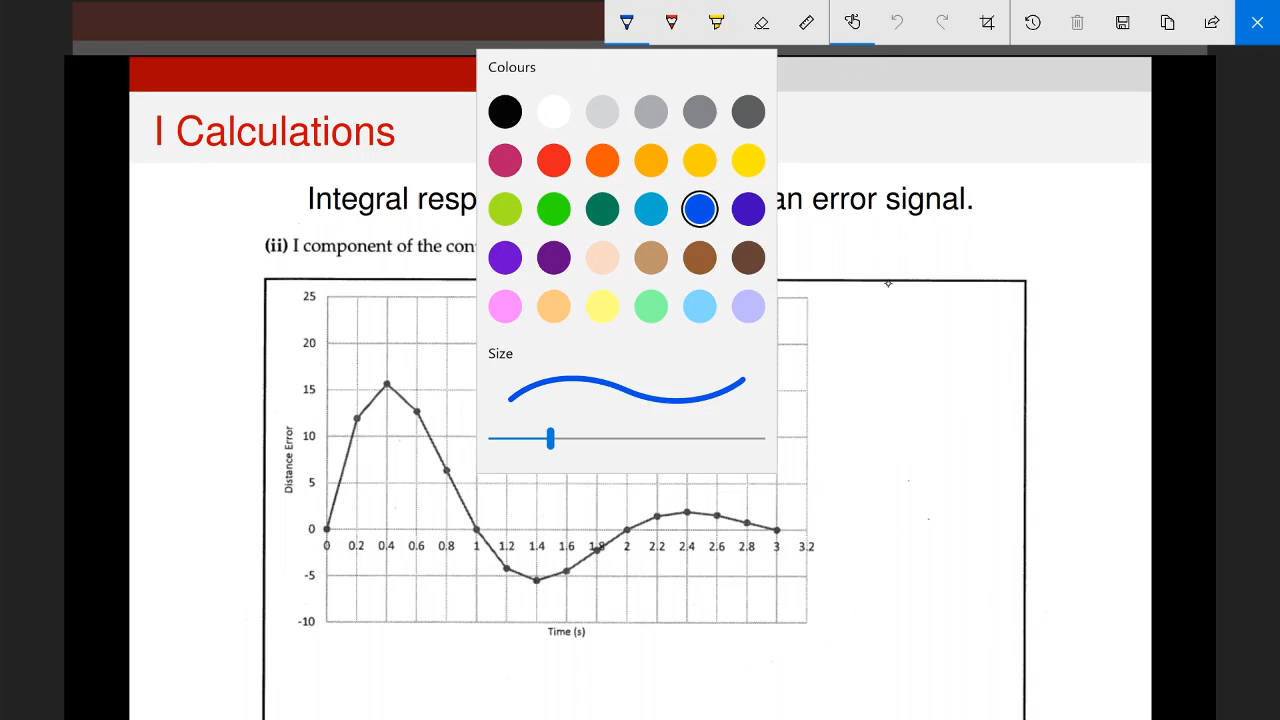 Colours
I Calculations
Integral resp
an error signal.
(ii) I component of the con
Size
25
20
15
10
5
0
-5
-10
Distance Error
0 0.2 0.4 0.6 0.8 1 1.2 1.4 1.6 1.8 2 2.2 2.4 2.6 2.8 3 3.2
Time (s)